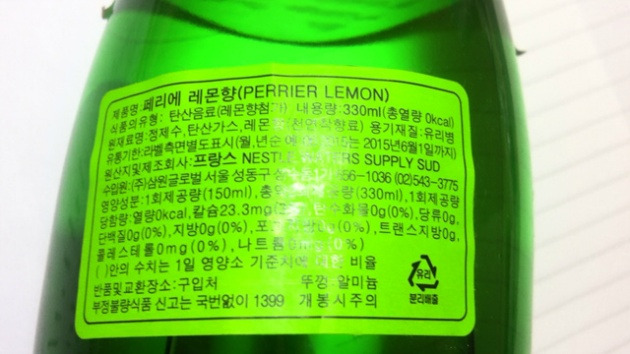 제품명:페리에 레몬향(PERRIER LEMON)
식품의유형: 탄산음료(레몬향첨가) 내용량:330ml(총열량 0kcal)
원재료명:정제수,탄산가스, 용기재질:유리병
유통기한:라벨측면별도표시(월,년순 2015년6월1일까지)
원산지및제조회사:프랑스 NESTLE WATERS SUPPLY SUD
수입원:(주)삼원글로벌 서울 성동구 (02)543-3775
영양성분:1회제공량(150ml), 1회제공량
당함량:열량0kcal,칼슘23.3mg 탄수화물0g(0%),당류0g,
단백질0g(0%),지방0g(0%), 트랜스지방0g,
콜레스테롤0mg(0%),나트륨
( )안의 수치는 1일 영양소 기준치에 대한 비율
반품및교환장소:구입처 뚜껑:알미늄
부정불량식품 신고는 국번없이 1399 개봉시주의
유리
분리배출